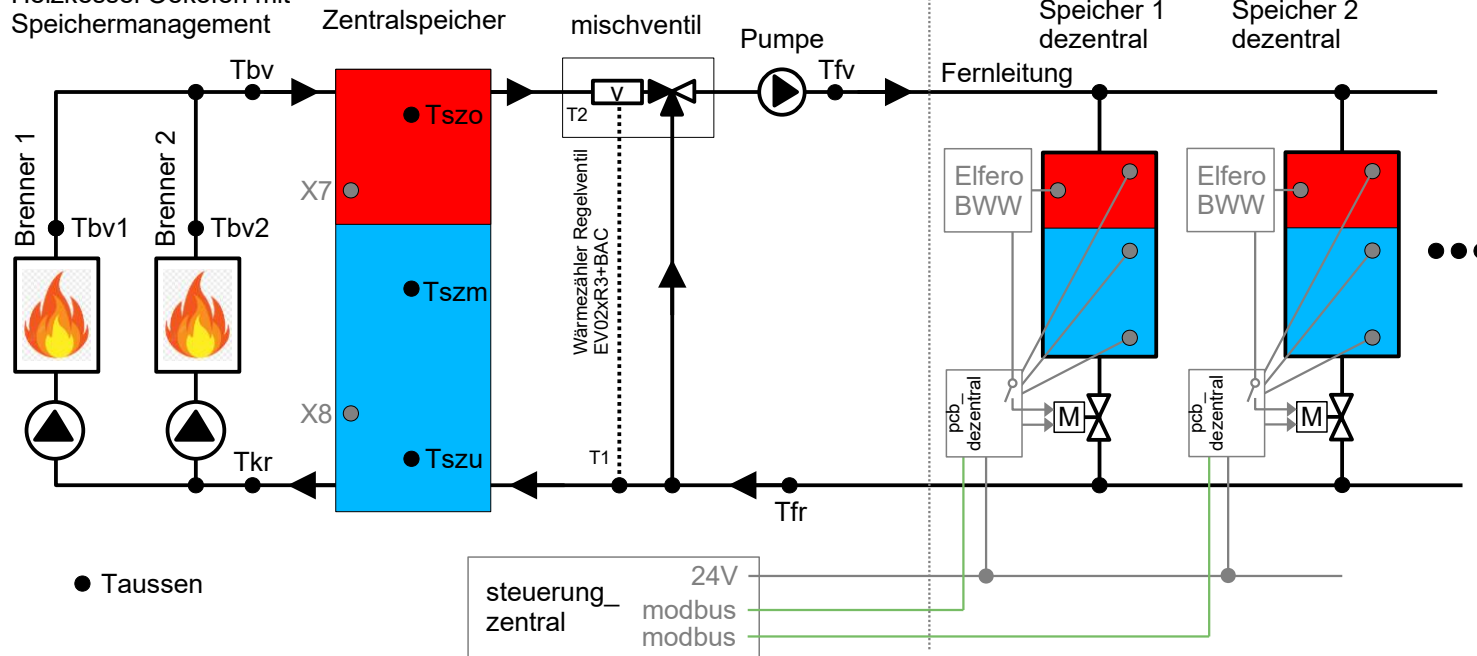 Speichermanagement
Zentralspeicher
mischventil
Pumpe
Speicher 1
dezentral
Speicher 2
dezentral
Tbv
Tfv
Fernleitung
V
T2
Tszo
X7
Brenner 1
Brenner 2
Tbv1
Tbv2
Wärmezähler Regelventil
EV02xR3+BAC
Elfero
BWW
Elfero
BWW
Tszm
X8
Tszu
T1
Tkr
Tfr
pcb_
dezentral
M
pcb_
dezentral
M
Taussen
steuerung_
zentral
24V
modbus
modbus